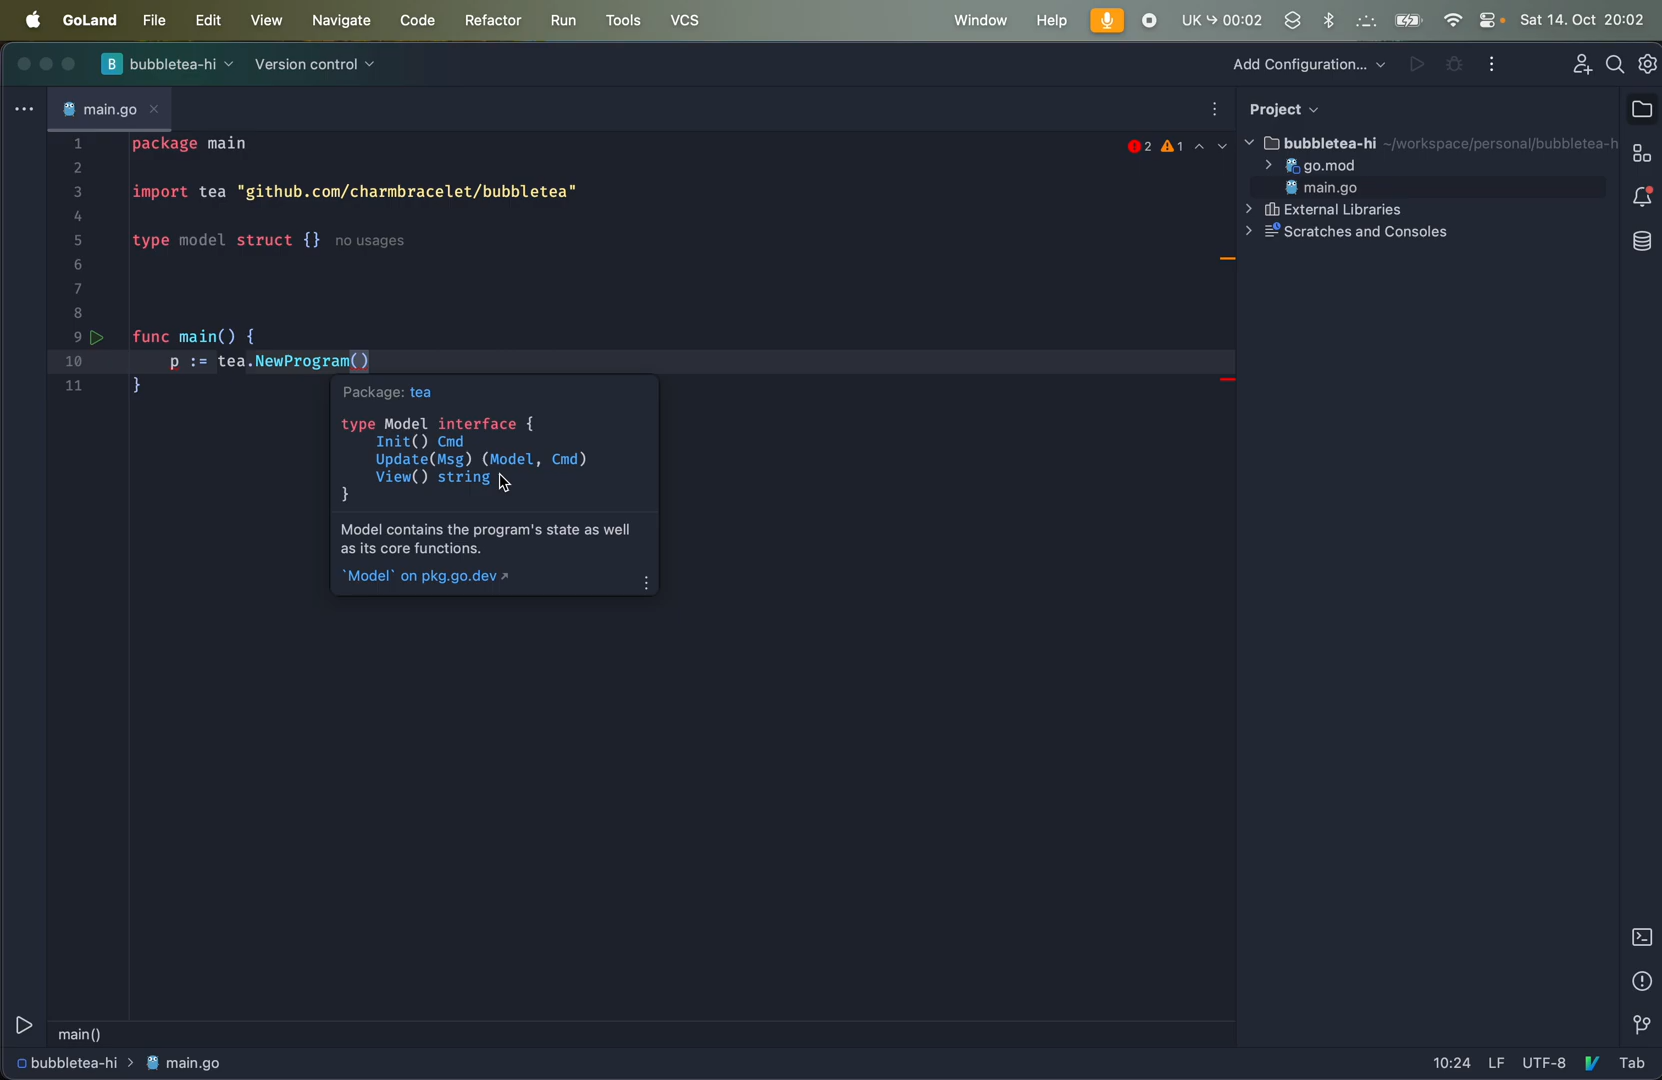 GoLand File Edit View Navigate Code Refactor Run Tools VCS Window Help UK ↪ 00:02 Sat 14. Oct 20:02
B bubbletea-hi Version control Add Configuration...
main.go × Project
1 package main
2
3 import tea "github.com/charmbracelet/bubbletea"
4
5 type model struct {} no usages
6
7
8
9 func main() {
10 p := tea.NewProgram()
11 }
2 1
Package: tea
type Model interface {
Init() Cmd
Update(Msg) (Model, Cmd)
View() string
}
Model contains the program's state as well
as its core functions.
`Model` on pkg.go.dev↗
bubbletea-hi ~/workspace/personal/bubbletea-h
go.mod
main.go
External Libraries
Scratches and Consoles
main()
bubbletea-hi > main.go 10:24 LF UTF-8 Tab